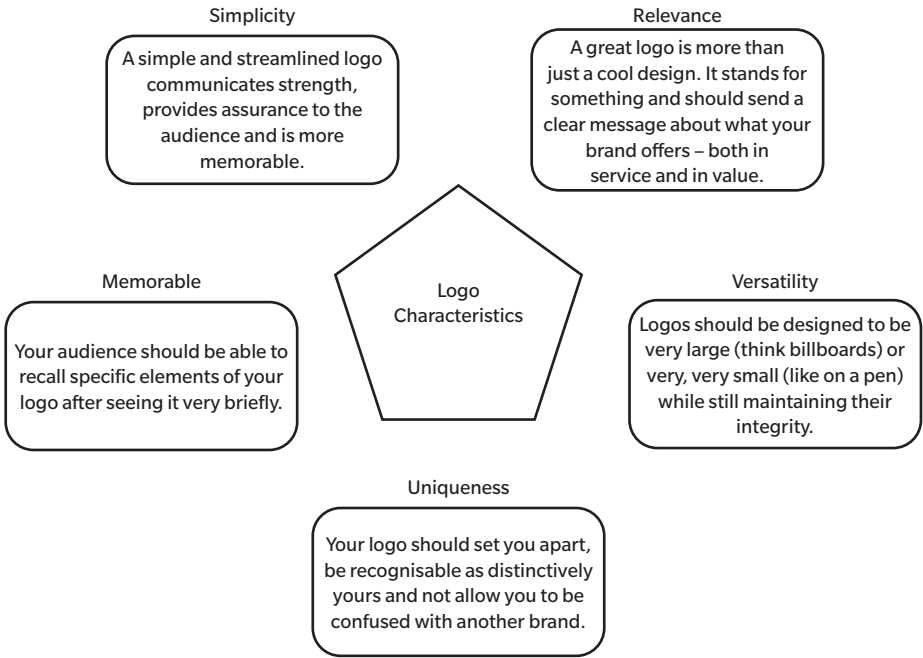 Simplicity
A simple and streamlined logo
communicates strength,
provides assurance to the
audience and is more
memorable.
Relevance
A great logo is more than
just a cool design. It stands for
something and should send a
clear message about what your
brand offers – both in
service and in value.
Memorable
Your audience should be able to
recall specific elements of your
logo after seeing it very briefly.
Logo
Characteristics
Versatility
Logos should be designed to be
very large (think billboards) or
very, very small (like on a pen)
while still maintaining their
integrity.
Uniqueness
Your logo should set you apart,
be recognisable as distinctively
yours and not allow you to be
confused with another brand.